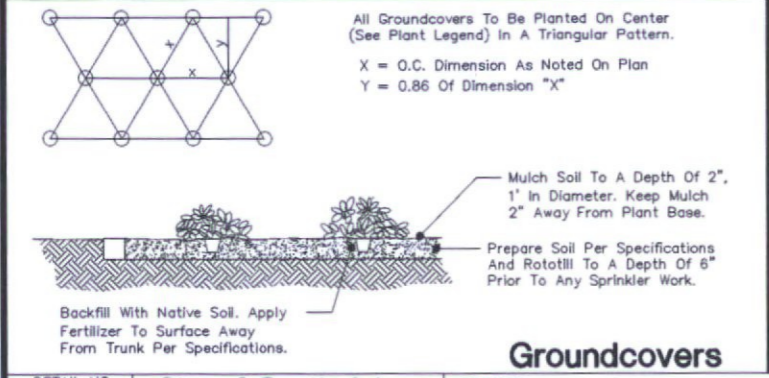 All Groundcovers To Be Planted On Center
(See Plant Legend) In A Triangular Pattern.
X
Y
X
X = O.C. Dimension As Noted On Plan
Y = 0.86 Of Dimension "X"
Mulch Soil To A Depth Of 2",
1' In Diameter. Keep Mulch
2" Away From Plant Base.
Prepare Soil Per Specifications
And Rototill To A Depth Of 6"
Prior To Any Sprinkler Work.
Backfill With Native Soil. Apply
Fertilizer To Surface Away
From Trunk Per Specifications.
Groundcovers